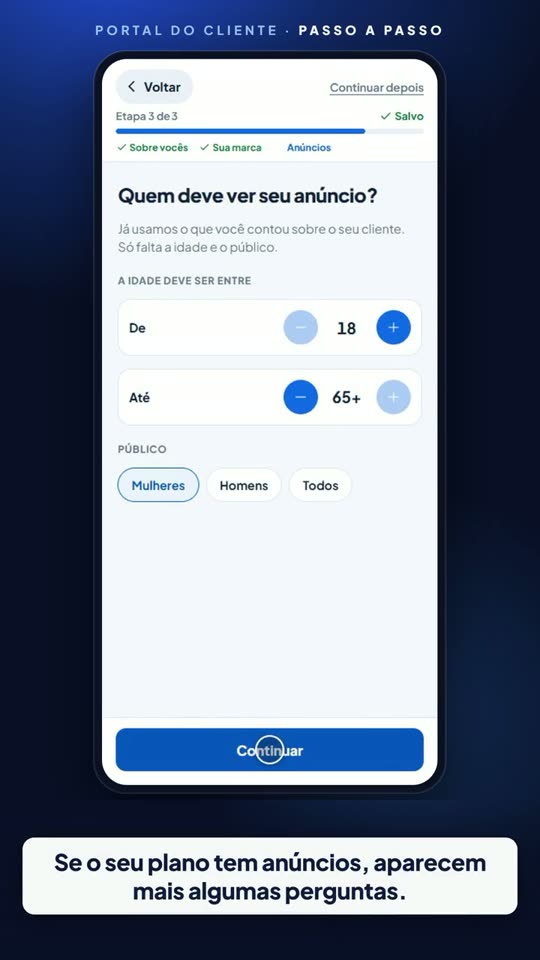 PORTAL DO CLIENTE · PASSO A PASSO
Voltar
Continuar depois
Etapa 3 de 3
Salvo
Sobre vocês
Sua marca
Anúncios
Quem deve ver seu anúncio?
Já usamos o que você contou sobre o seu cliente.
Só falta a idade e o público.
A IDADE DEVE SER ENTRE
De
18
Até
65+
PÚBLICO
Mulheres
Homens
Todos
Continuar
Se o seu plano tem anúncios, aparecem
mais algumas perguntas.